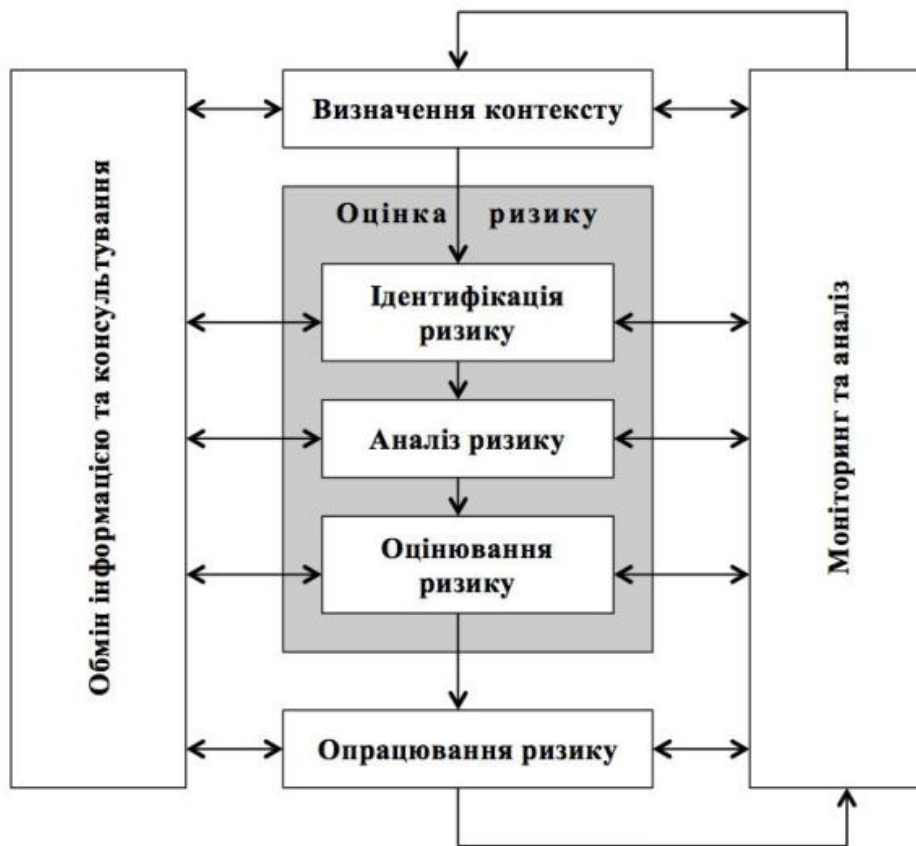 Обмін інформацією та консультування
Визначення контексту
Оцінка ризику
Ідентифікація
ризику
Аналіз ризику
Оцінювання
ризику
Опрацювання ризику
Моніторинг та аналіз